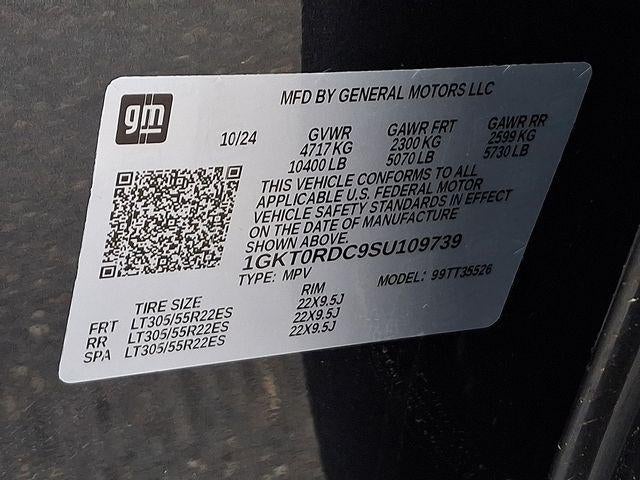 gm
MFD BY GENERAL MOTORS LLC
10/24 GVWR GAWR FRT GAWR RR
4717 KG 2300 KG 2599 KG
10400 LB 5070 LB 5730 LB
THIS VEHICLE CONFORMS TO ALL
APPLICABLE U.S. FEDERAL MOTOR
VEHICLE SAFETY STANDARDS IN EFFECT
ON THE DATE OF MANUFACTURE
SHOWN ABOVE.
1GKT0RDC9SU109739
TYPE: MPV MODEL: 99TT35526
TIRE SIZE RIM
FRT LT305/55R22ES 22X9.5J
RR LT305/55R22ES 22X9.5J
SPA LT305/55R22ES 22X9.5J